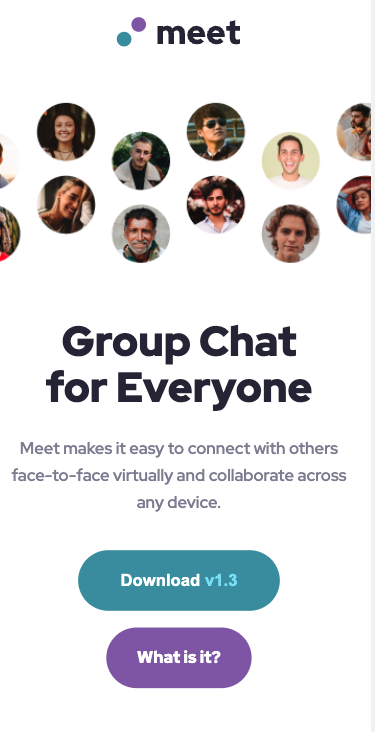 meet
Group Chat
for Everyone
Meet makes it easy to connect with others
face-to-face virtually and collaborate across
any device.
Download v1.3
What is it?